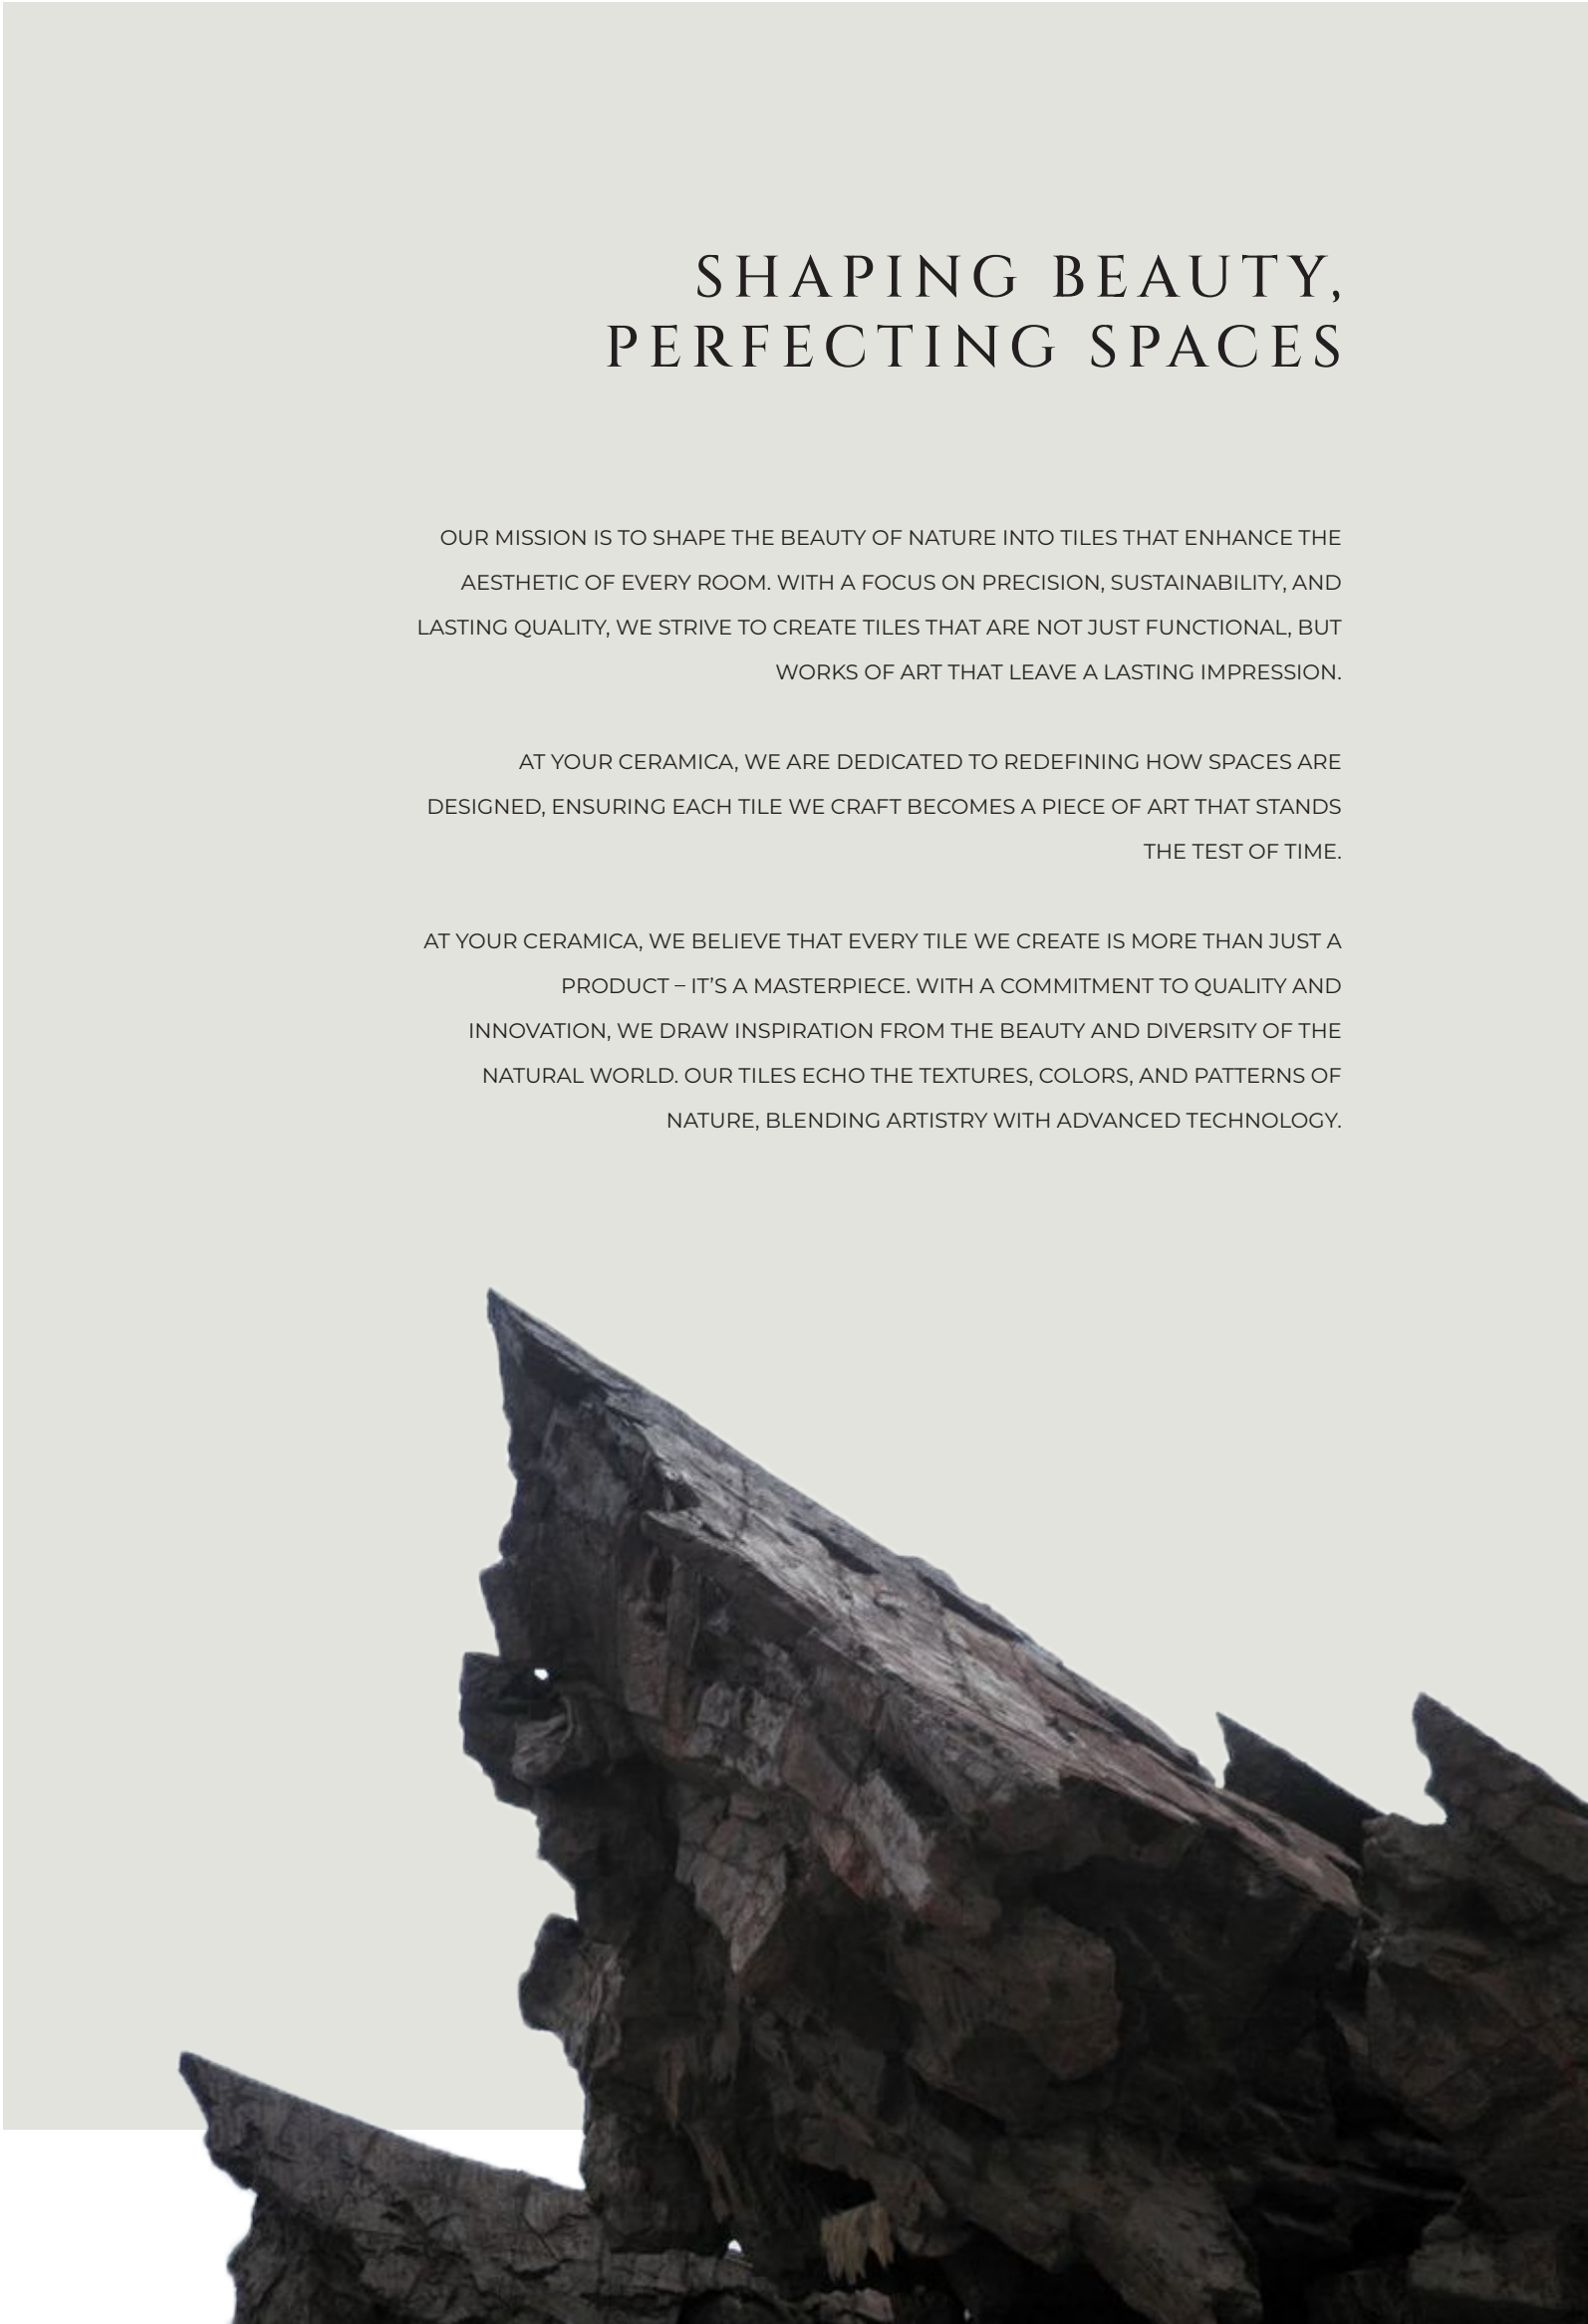 SHAPING BEAUTY,
PERFECTING SPACES
OUR MISSION IS TO SHAPE THE BEAUTY OF NATURE INTO TILES THAT ENHANCE THE
AESTHETIC OF EVERY ROOM. WITH A FOCUS ON PRECISION, SUSTAINABILITY, AND
LASTING QUALITY, WE STRIVE TO CREATE TILES THAT ARE NOT JUST FUNCTIONAL, BUT
WORKS OF ART THAT LEAVE A LASTING IMPRESSION.
AT YOUR CERAMICA, WE ARE DEDICATED TO REDEFINING HOW SPACES ARE
DESIGNED, ENSURING EACH TILE WE CRAFT BECOMES A PIECE OF ART THAT STANDS
THE TEST OF TIME.
AT YOUR CERAMICA, WE BELIEVE THAT EVERY TILE WE CREATE IS MORE THAN JUST A
PRODUCT – IT’S A MASTERPIECE. WITH A COMMITMENT TO QUALITY AND
INNOVATION, WE DRAW INSPIRATION FROM THE BEAUTY AND DIVERSITY OF THE
NATURAL WORLD. OUR TILES ECHO THE TEXTURES, COLORS, AND PATTERNS OF
NATURE, BLENDING ARTISTRY WITH ADVANCED TECHNOLOGY.